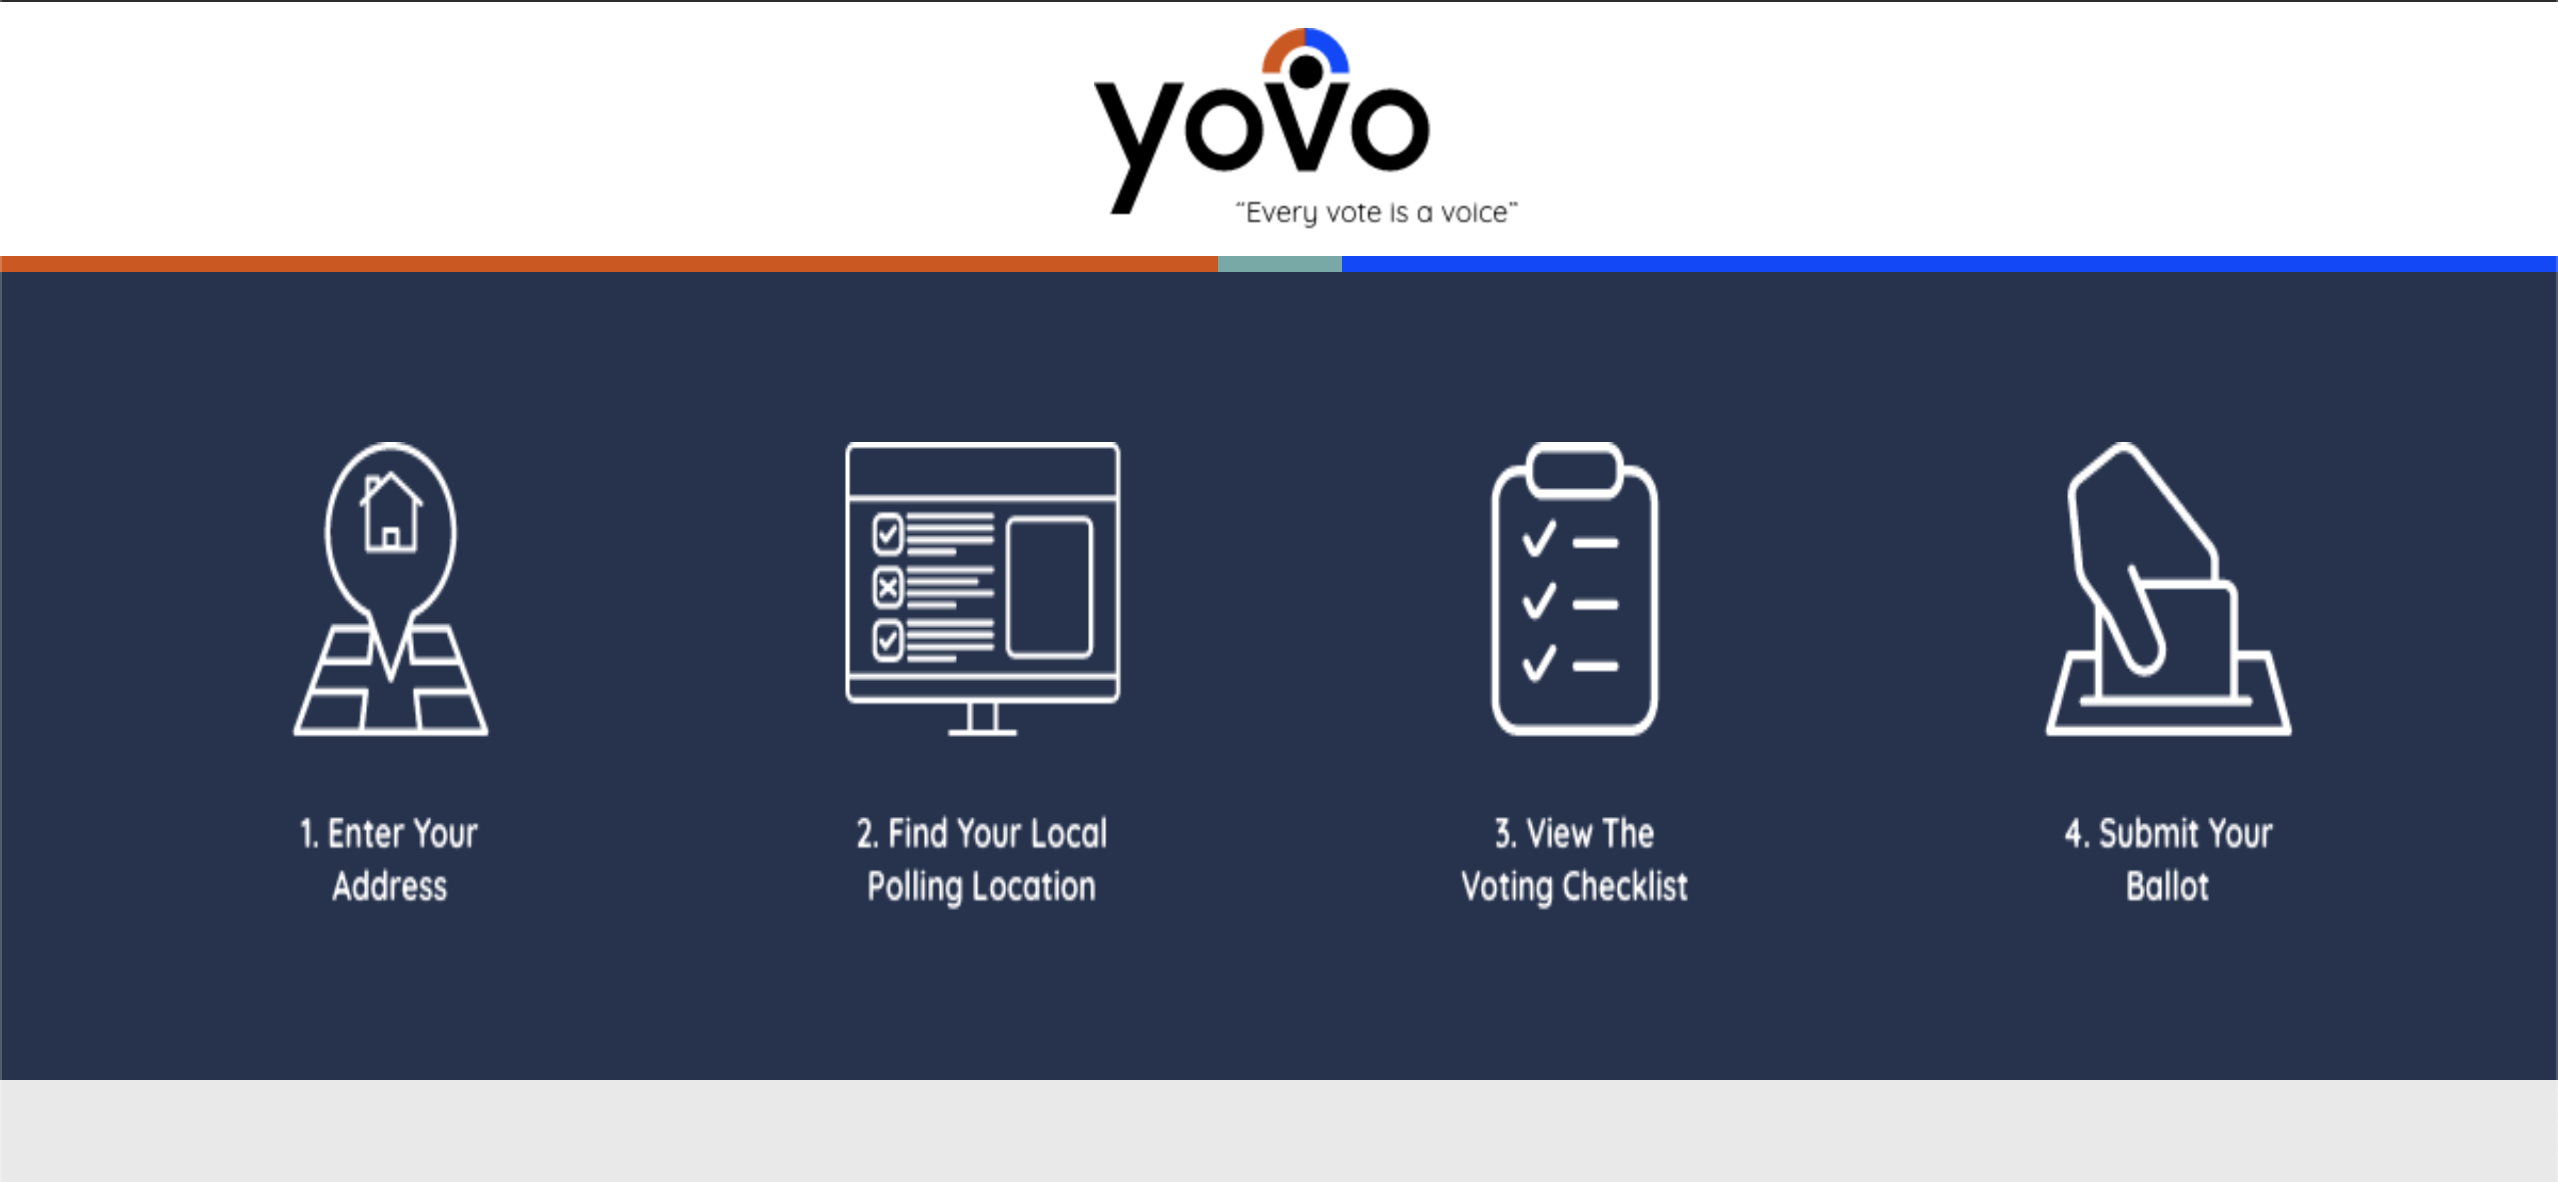 yovo
“Every vote is a voice”
1. Enter Your
Address
2. Find Your Local
Polling Location
3. View The
Voting Checklist
4. Submit Your
Ballot